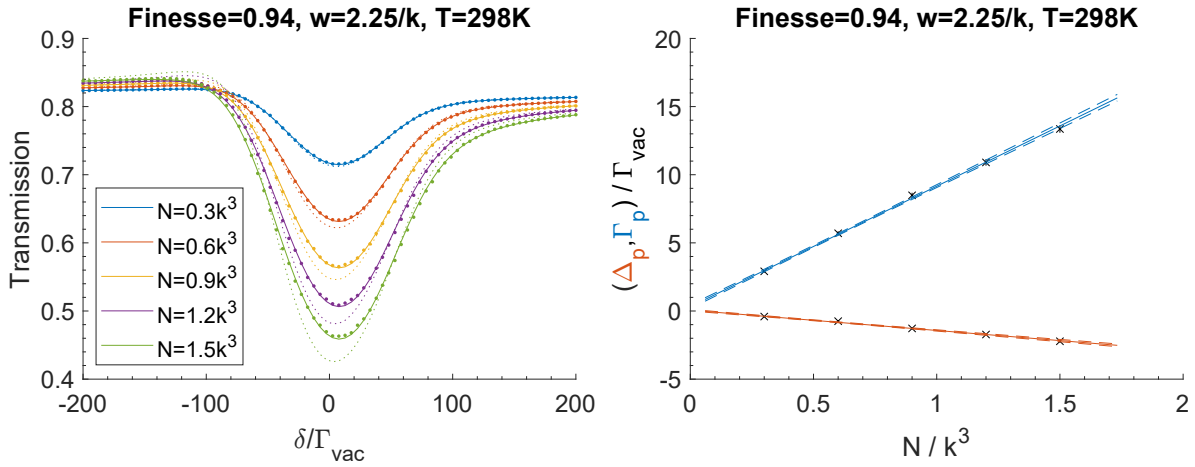 Finesse=0.94, w=2.25/k, T=298K
0.9
0.8
0.7
0.6
0.5
0.4
Transmission
N=0.3k³
N=0.6k³
N=0.9k³
N=1.2k³
N=1.5k³
-200 -100 0 100 200
δ/Γvac
Finesse=0.94, w=2.25/k, T=298K
20
15
10
5
0
-5
(Δp,Γp) / Γvac
0 0.5 1 1.5 2
N / k³